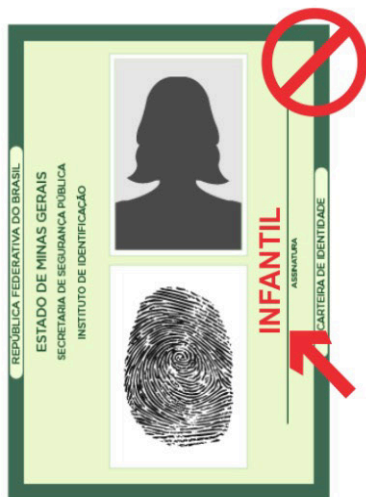 REPÚBLICA FEDERATIVA DO BRASIL
ESTADO DE MINAS GERAIS
SECRETARIA DE SEGURANÇA PÚBLICA
INSTITUTO DE IDENTIFICAÇÃO
INFANTIL
ASSINATURA
CARTEIRA DE IDENTIDADE